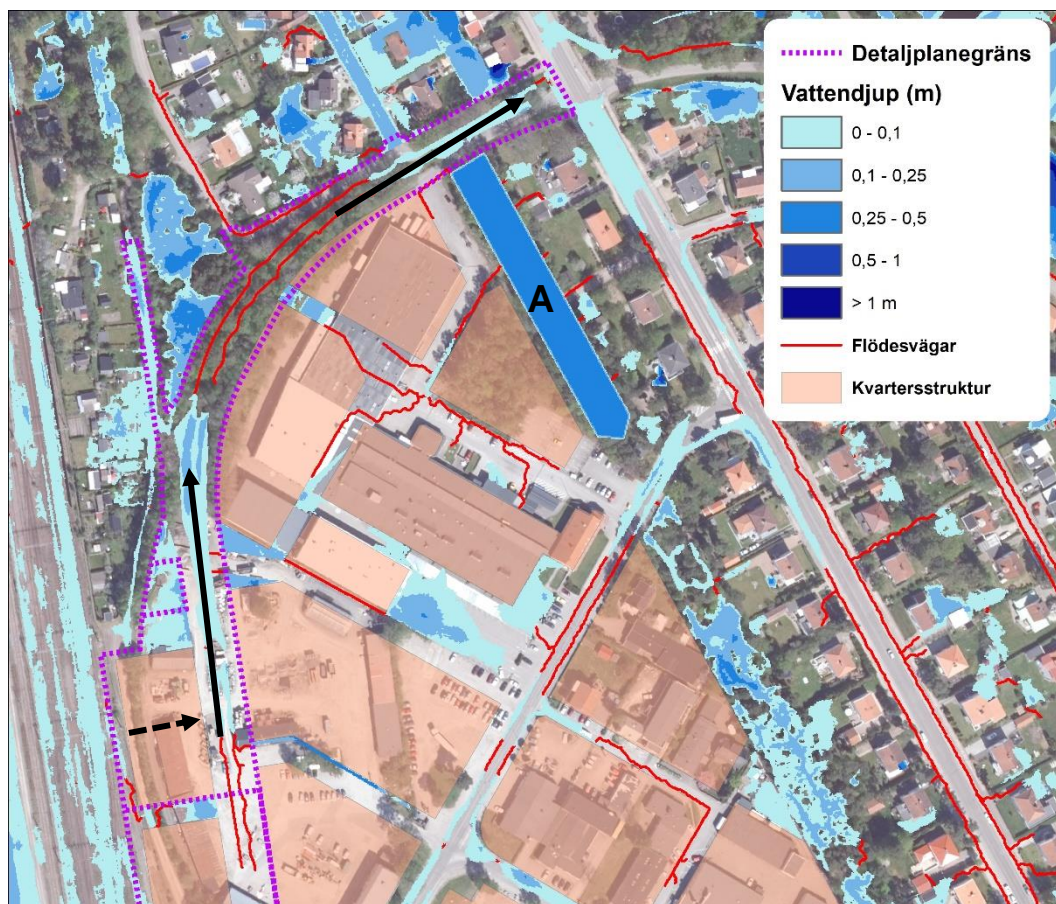 Detaljplanegräns
Vattendjup (m)
0 - 0,1
0,1 - 0,25
0,25 - 0,5
0,5 - 1
> 1 m
Flödesvägar
Kvartersstruktur
A